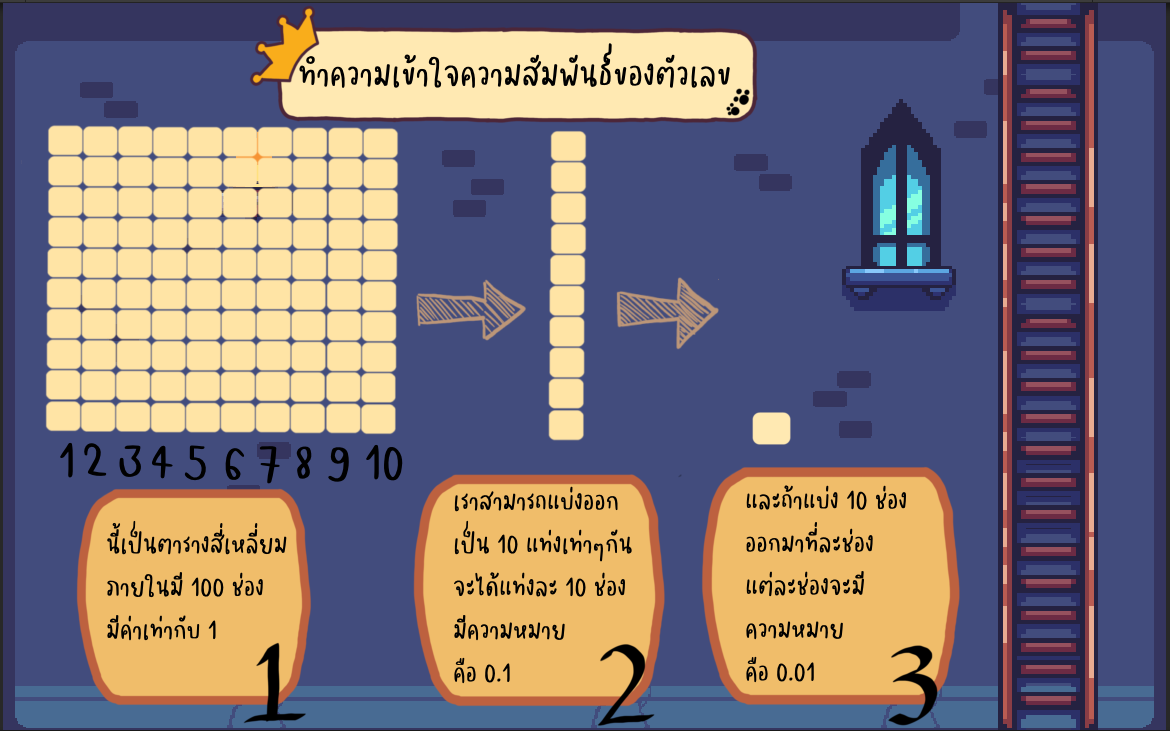 ทำความเข้าใจความสัมพันธ์ของตัวเลข
1 2 3 4 5 6 7 8 9 10
นี้เป็นตารางสี่เหลี่ยม
ภายในมี 100 ช่อง
มีค่าเท่ากับ 1
1
เราสามารถแบ่งออก
เป็น 10 แท่งเท่าๆกัน
จะได้แท่งละ 10 ช่อง
มีความหมาย
คือ 0.1
2
และถ้าแบ่ง 10 ช่อง
ออกมาที่ละช่อง
แต่ละช่องจะมี
ความหมาย
คือ 0.01
3